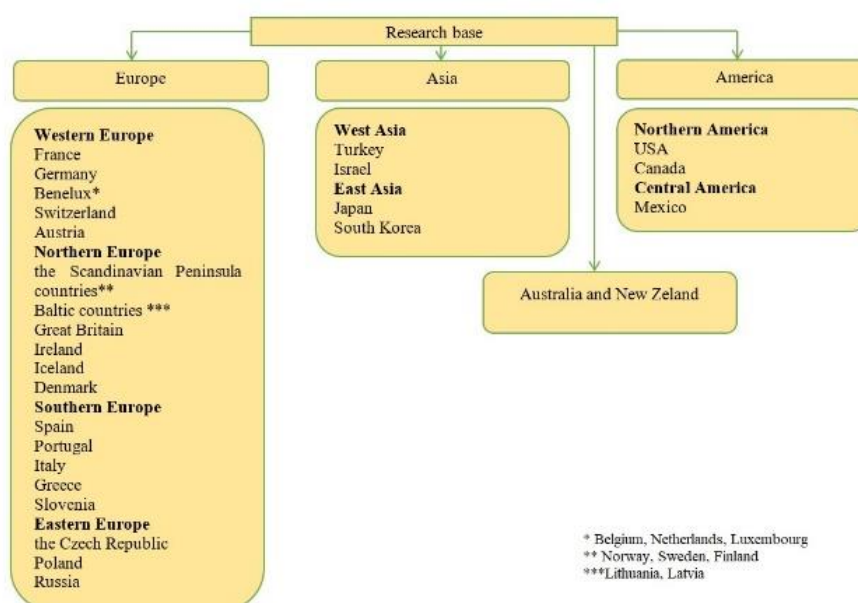 Research base
Europe
Western Europe
France
Germany
Benelux*
Switzerland
Austria
Northern Europe
the Scandinavian Peninsula
countries**
Baltic countries ***
Great Britain
Ireland
Iceland
Denmark
Southern Europe
Spain
Portugal
Italy
Greece
Slovenia
Eastern Europe
the Czech Republic
Poland
Russia
Asia
West Asia
Turkey
Israel
East Asia
Japan
South Korea
America
Northern America
USA
Canada
Central America
Mexico
Australia and New Zeland
* Belgium, Netherlands, Luxembourg
** Norway, Sweden, Finland
***Lithuania, Latvia